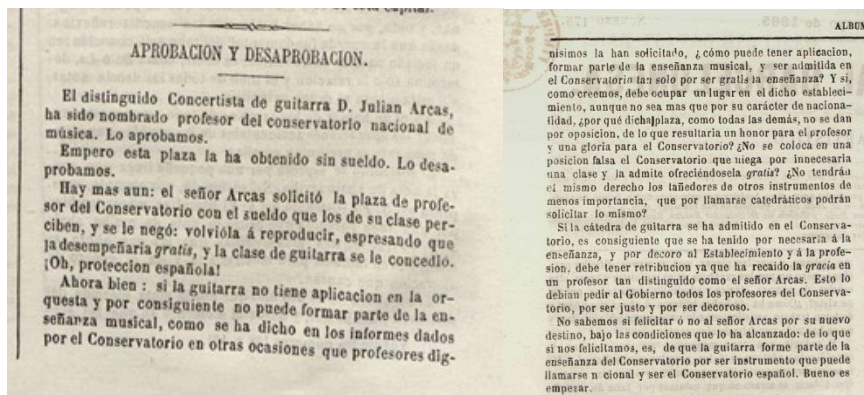 APROBACION Y DESAPROBACION.
El distinguido Concertista de guitarra D. Julian Arcas,
ha sido nombrado profesor del conservatorio nacional de
música. Lo aprobamos.
Empero esta plaza la ha obtenido sin sueldo. Lo desa-
probamos.
Hay mas aun: el señor Arcas solicitó la plaza de profe-
sor del Conservatorio con el sueldo que los de su clase per-
ciben, y se le negó: volvióla á reproducir, espresando que
la desempeñaria gratis, y la clase de guitarra se le concedio.
¡Oh, proteccion española!
Ahora bien : si la guitarra no tiene aplicacion en la or-
questa y por consiguiente no puede formar parte de la en-
señanza musical, como se ha dicho en los informes dados
por el Conservatorio en otras ocasiones que profesores dig-
ALBUM
nisimos la han solicitado, ¿cómo puede tener aplicacion,
formar parte de la enseñanza musical, y ser admitida en
el Conservatorio tan solo por ser gratis la enseñanza? Y si,
como creemos, debe ocupar un lugar en el dicho estableci-
miento, aunque no sea mas que por su carácter de naciona-
lidad, ¿por qué dicha plaza, como todas las demás, no se dan
por oposicion, de lo que resultaria un honor para el profesor
y una gloria para el Conservatorio? ¿No se coloca en una
posicion falsa el Conservatorio que niega por innecesaria
una clase y la admite ofreciéndosela gratis? ¿No tendrán
el mismo derecho los tañedores de otros instrumentos de
menos importancia, que por llamarse catedráticos podrán
solicitar lo mismo?
Si la cátedra de guitarra se ha admitido en el Conserva-
torio, es consiguiente que se ha tenido por necesaria á la
enseñanza, y por decoro al Establecimiento y á la profe-
sion, debe tener retribucion ya que ha recaido la gracia en
un profesor tan distinguido como el señor Arcas. Esto lo
debian pedir al Gobierno todos los profesores del Conserva-
torio, por ser justo y por ser decoroso.
No sabemos si felicitar ó no al señor Arcas por su nuevo
destino, bajo las condiciones que lo ha alcanzado: de lo que
si nos felicitamos, es, de que la guitarra forme parte de la
enseñanza del Conservatorio por ser instrumento que puede
llamarse n cional y ser el Conservatorio español. Bueno es
empezar.